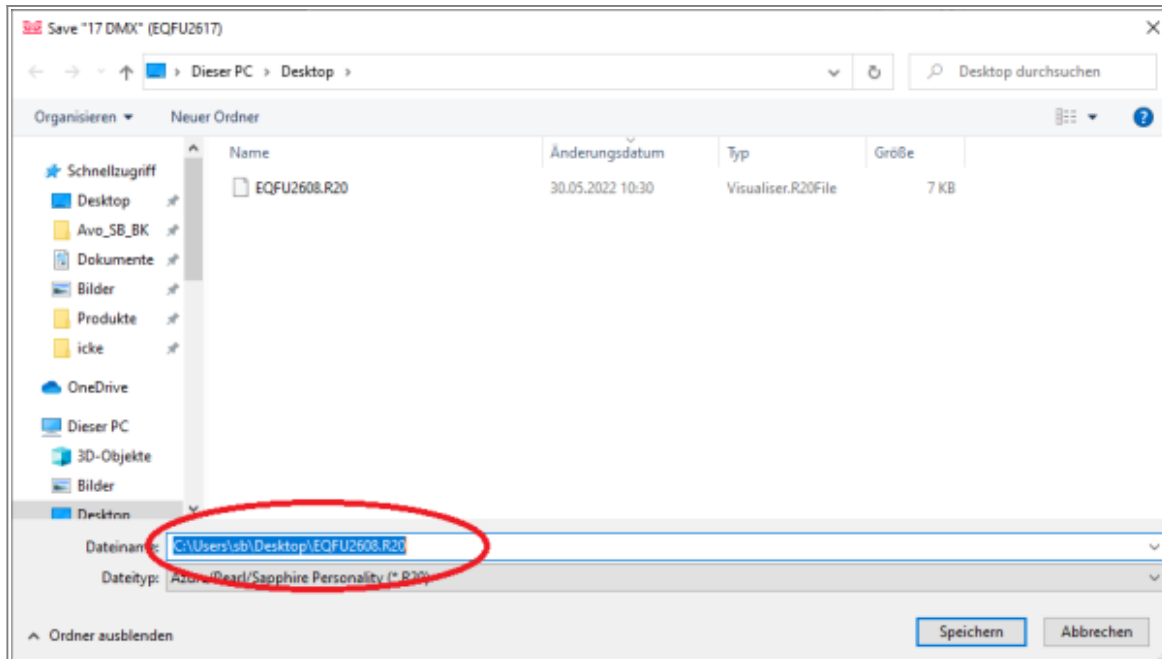 Save "17 DMX" (EQFU2617)
Dieser PC > Desktop >
Desktop durchsuchen
Organisieren
Neuer Ordner
Name Änderungsdatum Typ Größe
EQFU2608.R20 30.05.2022 10:30 Visualiser.R20File 7 KB
Schnellzugriff
Desktop
Avo_SB_BK
Dokumente
Bilder
Produkte
icke
OneDrive
Dieser PC
3D-Objekte
Bilder
Desktop
Dateiname: C:\Users\sb\Desktop\EQFU2608.R20
Dateityp: Azure/Pearl/Sapphire Personality (*.R20)
Ordner ausblenden
Speichern Abbrechen